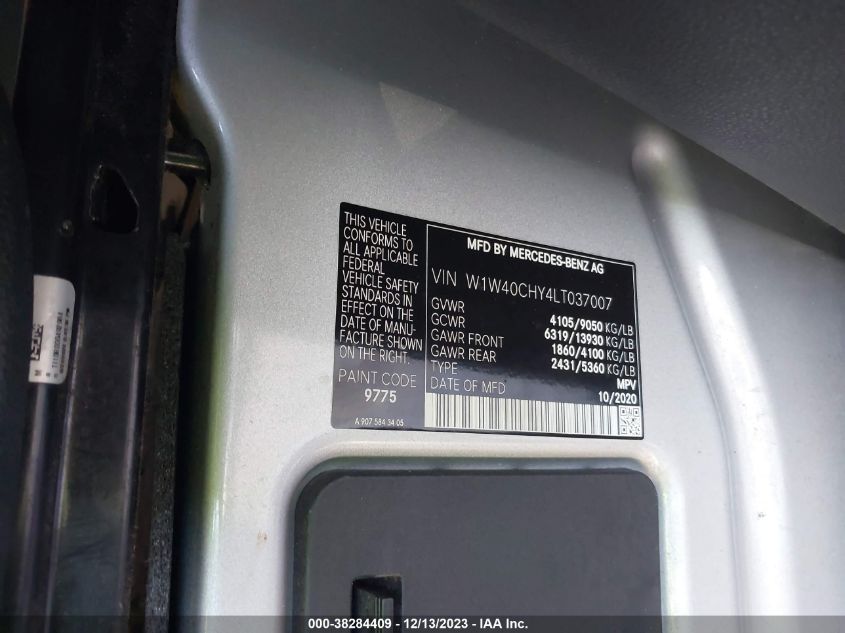 THIS VEHICLE
CONFORMS TO
ALL APPLICABLE
FEDERAL
VEHICLE SAFETY
STANDARDS IN
EFFECT ON THE
DATE OF MANU-
FACTURE SHOWN
ON THE RIGHT.
PAINT CODE
9775
A 907 584 34 05
MFD BY MERCEDES-BENZ AG
VIN W1W40CHY4LT037007
GVWR 4105/9050 KG/LB
GCWR 6319/13930 KG/LB
GAWR FRONT 1860/4100 KG/LB
GAWR REAR 2431/5360 KG/LB
TYPE MPV
DATE OF MFD 10/2020
000-38284409 - 12/13/2023 - IAA Inc.